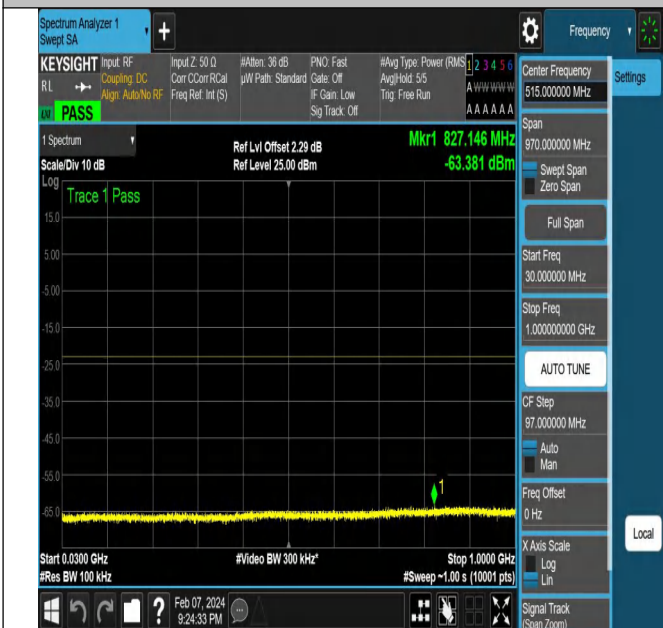 Spectrum Analyzer 1
Swept SA
Frequency
KEYSIGHT
Input: RF
Coupling: DC
Align: Auto/No RF
Input Z: 50 Ω
Corr CCorr RCal
Freq Ref: Int (S)
#Atten: 36 dB
µW Path: Standard
PNO: Fast
Gate: Off
IF Gain: Low
Sig Track: Off
#Avg Type: Power (RMS
Avg|Hold: 5/5
Trig: Free Run
1 2 3 4 5 6
A W W W W W
A A A A A A
R L
LXI
PASS
1 Spectrum
Scale/Div 10 dB
Log
Ref Lvl Offset 2.29 dB
Ref Level 25.00 dBm
Mkr1 827.146 MHz
-63.381 dBm
Trace 1 Pass
15.0
5.00
-5.00
-15.0
-25.0
-35.0
-45.0
-55.0
-65.0
1
Start 0.0300 GHz
#Res BW 100 kHz
#Video BW 300 kHz*
Stop 1.0000 GHz
#Sweep ~1.00 s (10001 pts)
Feb 07, 2024
9:24:33 PM
Center Frequency
515.000000 MHz
Settings
Span
970.000000 MHz
Swept Span
Zero Span
Full Span
Start Freq
30.000000 MHz
Stop Freq
1.000000000 GHz
AUTO TUNE
CF Step
97.000000 MHz
Auto
Man
Freq Offset
0 Hz
X Axis Scale
Log
Lin
Local
Signal Track
(Span Zoom)